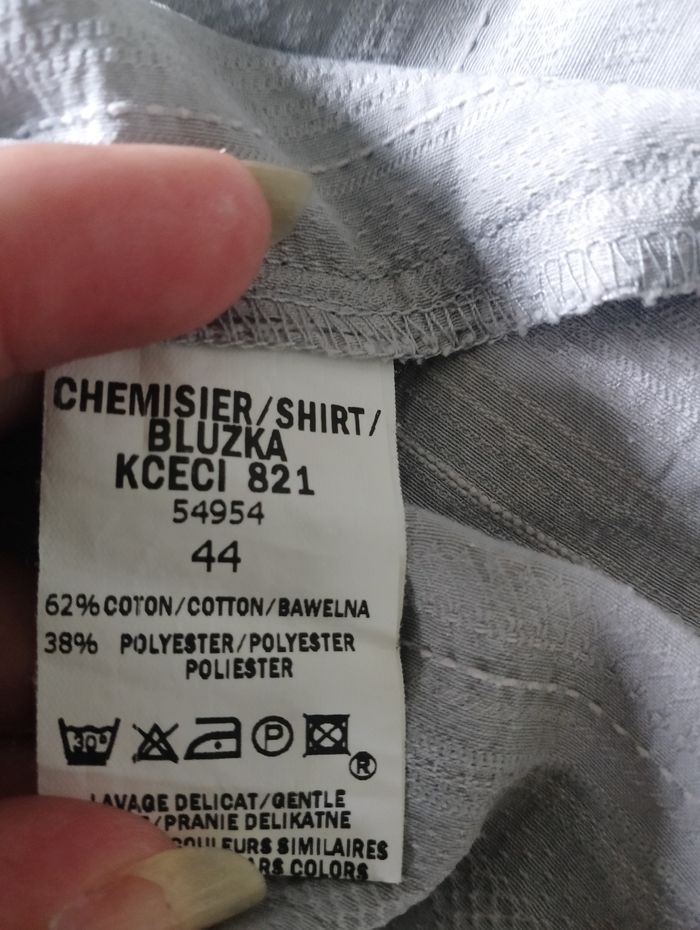 CHEMISIER/SHIRT/
BLUZKA
KCECI 821
54954
44
62% COTON/COTTON/BAWELNA
38% POLYESTER/POLYESTER
POLIESTER
30° P
R
LAVAGE DELICAT/GENTLE
/PRANIE DELIKATNE
COULEURS SIMILAIRES
COLORS